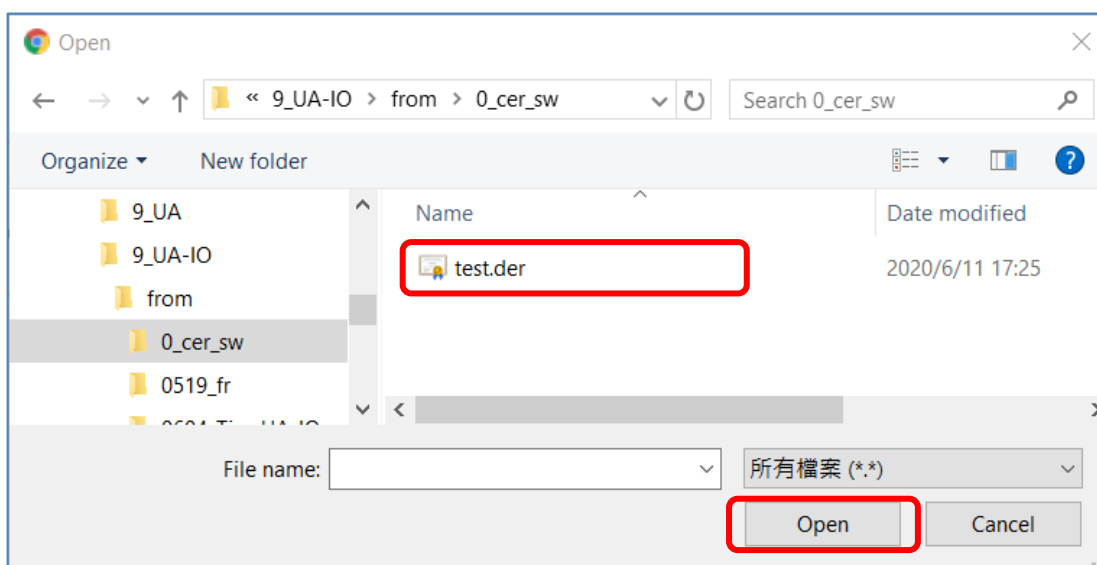 Open
« 9_UA-IO > from > 0_cer_sw
Search 0_cer_sw
Organize
New folder
?
9_UA
9_UA-IO
from
0_cer_sw
0519_fr
Name
Date modified
test.der
2020/6/11 17:25
File name:
所有檔案 (*.*)
Open
Cancel